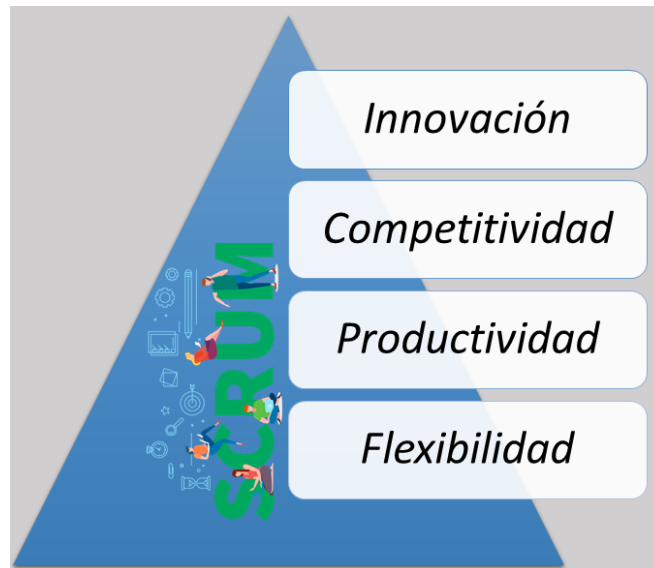 Innovación
Competitividad
Productividad
Flexibilidad
SCRUM